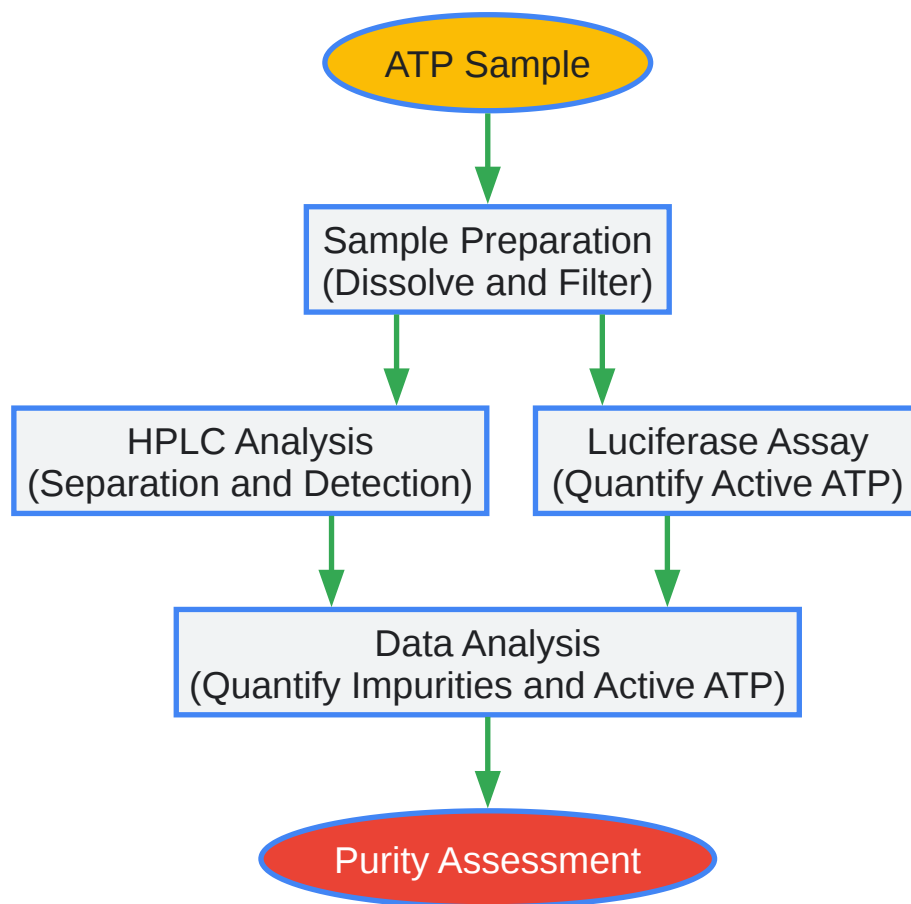 ATP Sample
Sample Preparation
(Dissolve and Filter)
HPLC Analysis
(Separation and Detection)
Luciferase Assay
(Quantify Active ATP)
Data Analysis
(Quantify Impurities and Active ATP)
Purity Assessment